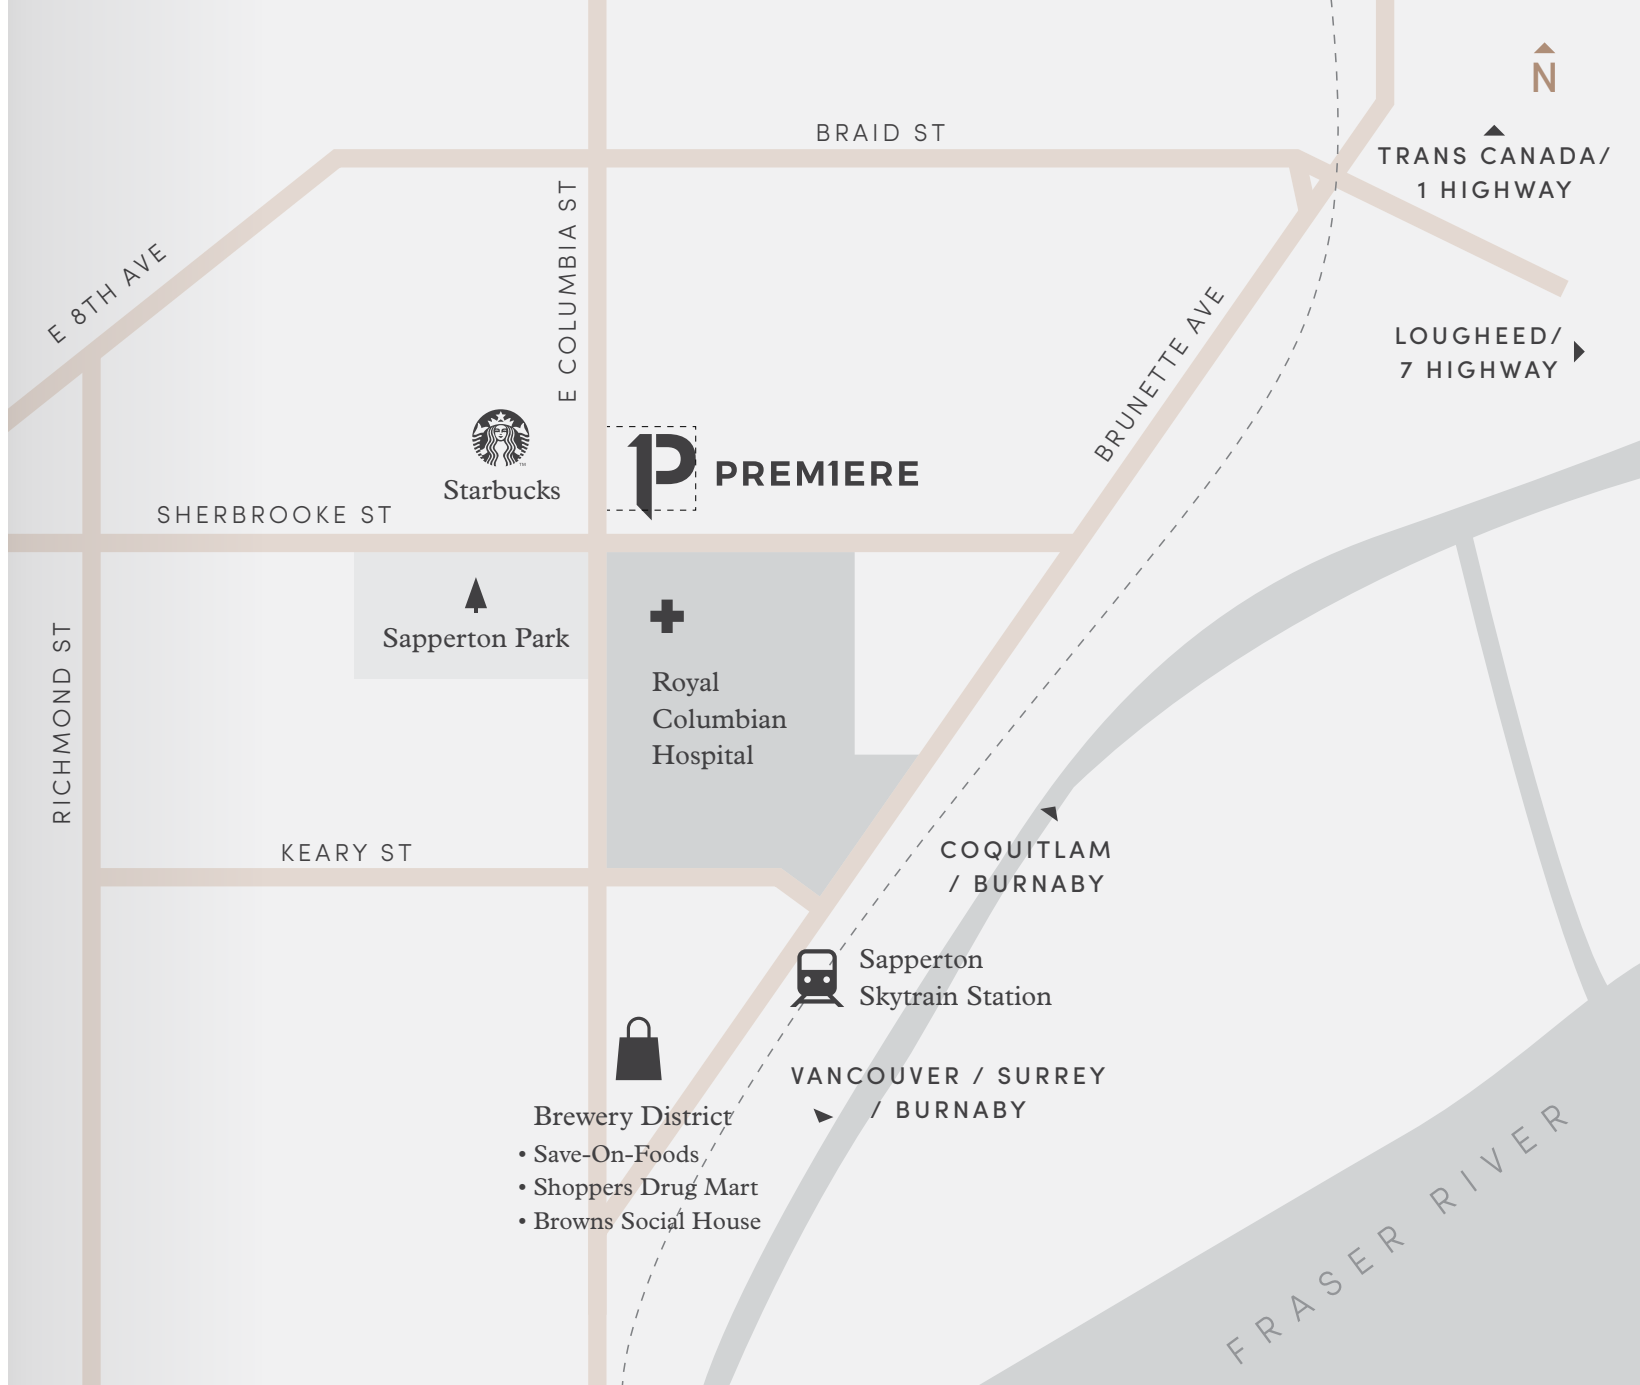 N
BRAID ST
TRANS CANADA/
1 HIGHWAY
E COLUMBIA ST
E 8TH AVE
BRUNETTE AVE
LOUGHEED/
7 HIGHWAY
TM
Starbucks
PREM1ERE
SHERBROOKE ST
Sapperton Park
RICHMOND ST
Royal
Columbian
Hospital
KEARY ST
COQUITLAM
/ BURNABY
Sapperton
Skytrain Station
VANCOUVER / SURREY
/ BURNABY
Brewery District
• Save-On-Foods
• Shoppers Drug Mart
• Browns Social House
FRASER RIVER